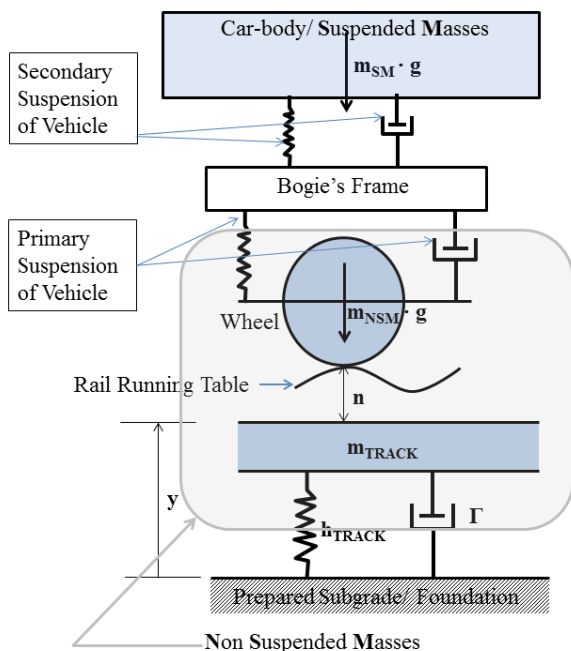 Car-body/ Suspended Masses
m_SM · g
Secondary
Suspension
of Vehicle
Bogie's Frame
Primary
Suspension
of Vehicle
Wheel
m_NSM · g
Rail Running Table
n
m_TRACK
y
h_TRACK
Γ
Prepared Subgrade/ Foundation
Non Suspended Masses